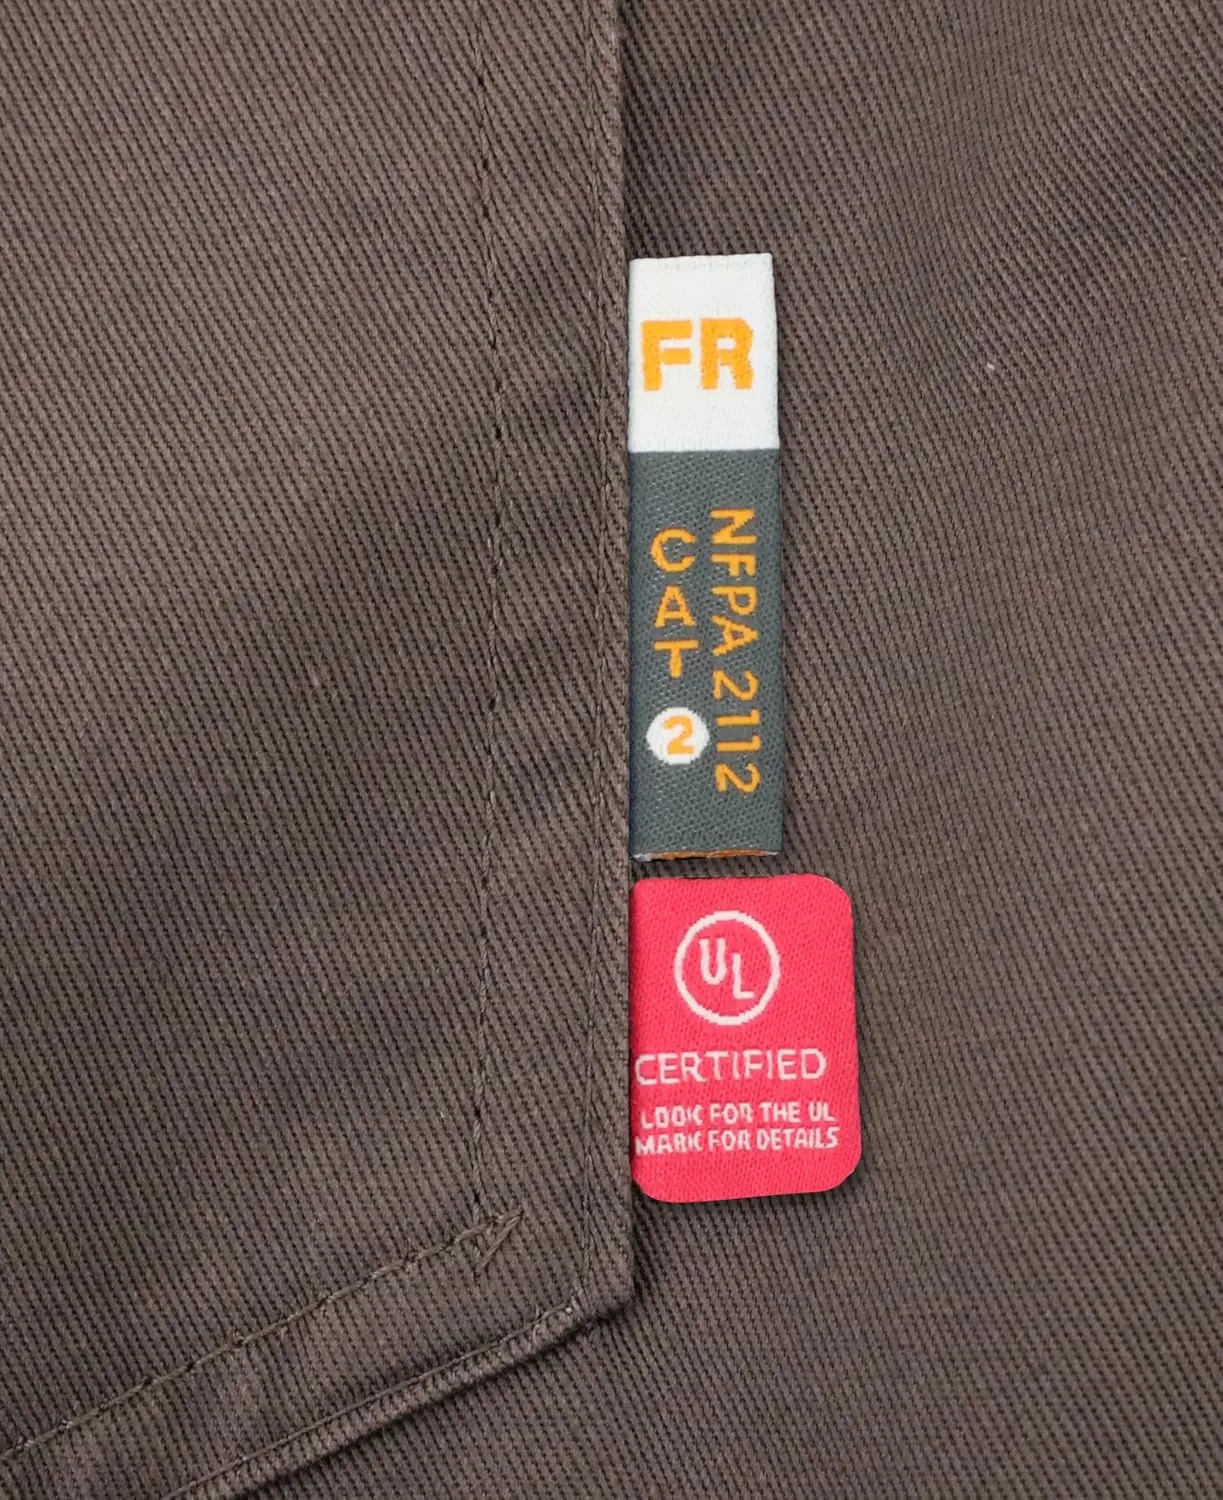 FR
NFPA 2112
CAT 2
UL
CERTIFIED
LOOK FOR THE UL
MARK FOR DETAILS